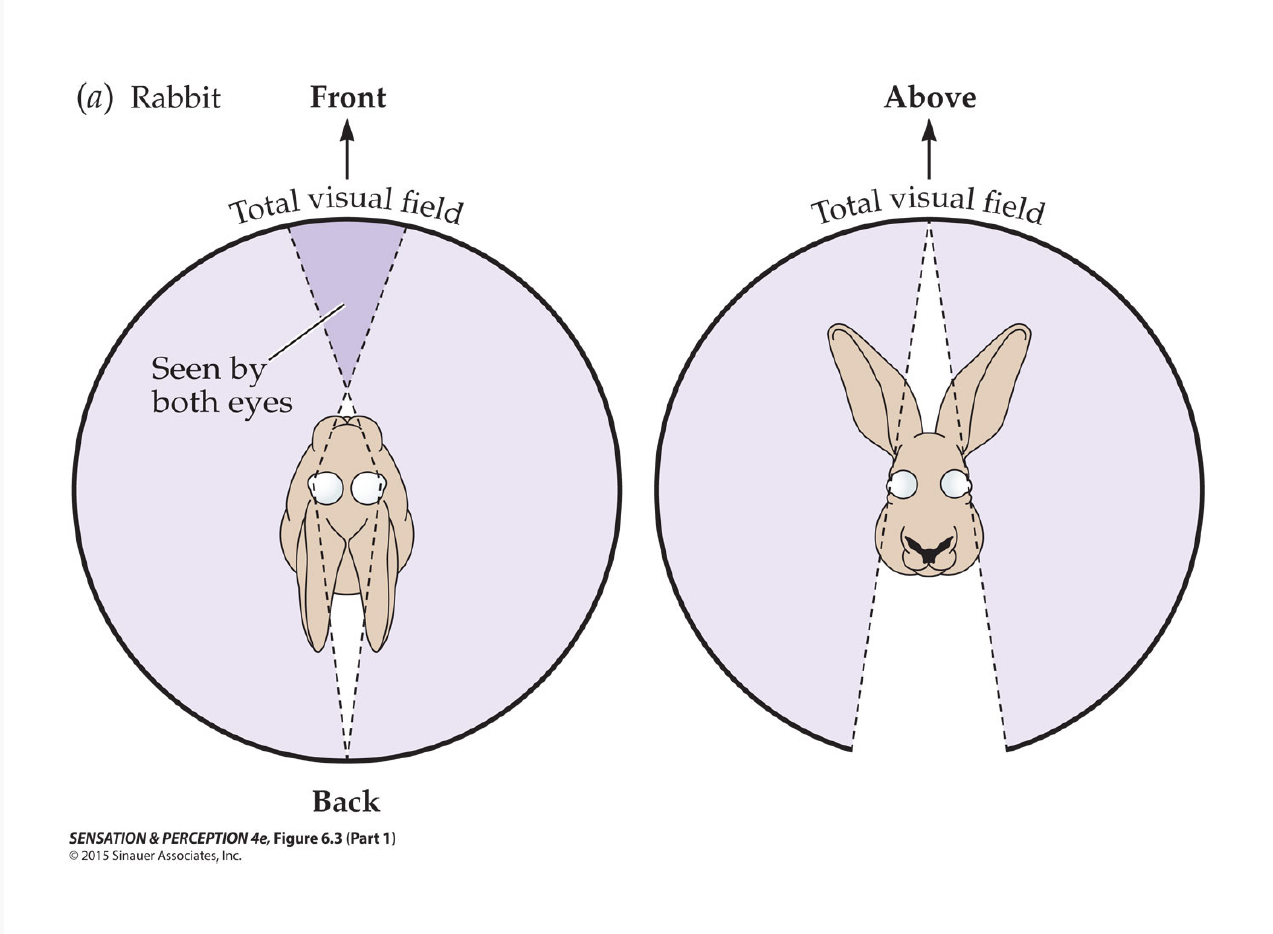 (a) Rabbit
Front
Total visual field
Seen by
both eyes
Back
Above
Total visual field
SENSATION & PERCEPTION 4e, Figure 6.3 (Part 1)
© 2015 Sinauer Associates, Inc.